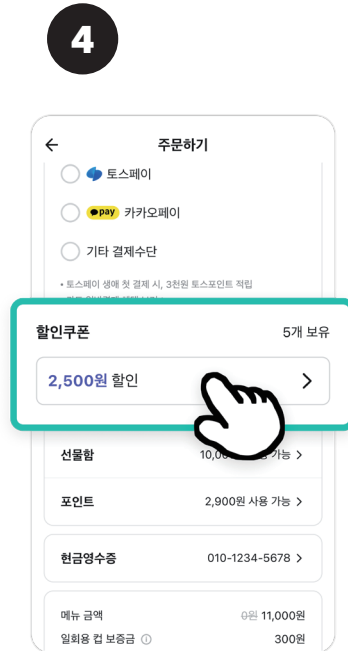 4
주문하기
토스페이
pay 카카오페이
기타 결제수단
• 토스페이 생애 첫 결제 시, 3천원 토스포인트 적립
할인쿠폰 5개 보유
2,500원 할인
선물함 10,0 가능
포인트 2,900원 사용 가능
현금영수증 010-1234-5678
메뉴 금액 0원 11,000원
일회용 컵 보증금 300원